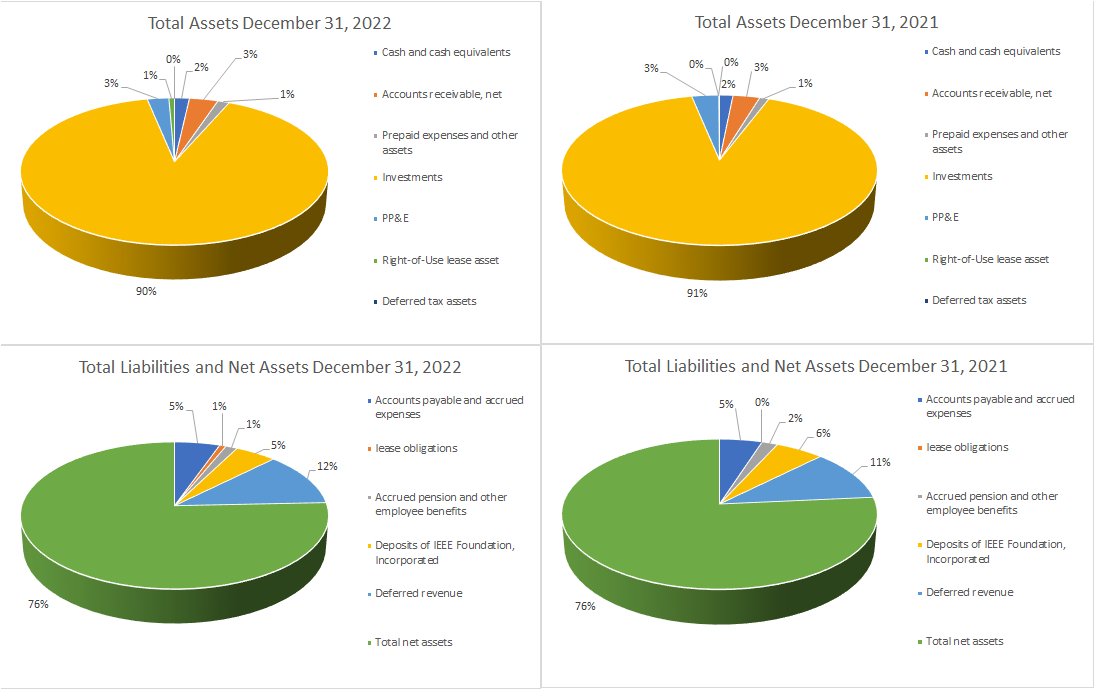 Total Assets December 31, 2022
0%
3%
1%
2%
3%
1%
90%
Cash and cash equivalents
Accounts receivable, net
Prepaid expenses and other
assets
Investments
PP&E
Right-of-Use lease asset
Deferred tax assets
Total Assets December 31, 2021
3%
0%
0%
2%
3%
1%
91%
Cash and cash equivalents
Accounts receivable, net
Prepaid expenses and other
assets
Investments
PP&E
Right-of-Use lease asset
Deferred tax assets
Total Liabilities and Net Assets December 31, 2022
5%
1%
1%
5%
12%
76%
Accounts payable and accrued
expenses
lease obligations
Accrued pension and other
employee benefits
Deposits of IEEE Foundation,
Incorporated
Deferred revenue
Total net assets
Total Liabilities and Net Assets December 31, 2021
5%
0%
2%
6%
11%
76%
Accounts payable and accrued
expenses
lease obligations
Accrued pension and other
employee benefits
Deposits of IEEE Foundation,
Incorporated
Deferred revenue
Total net assets